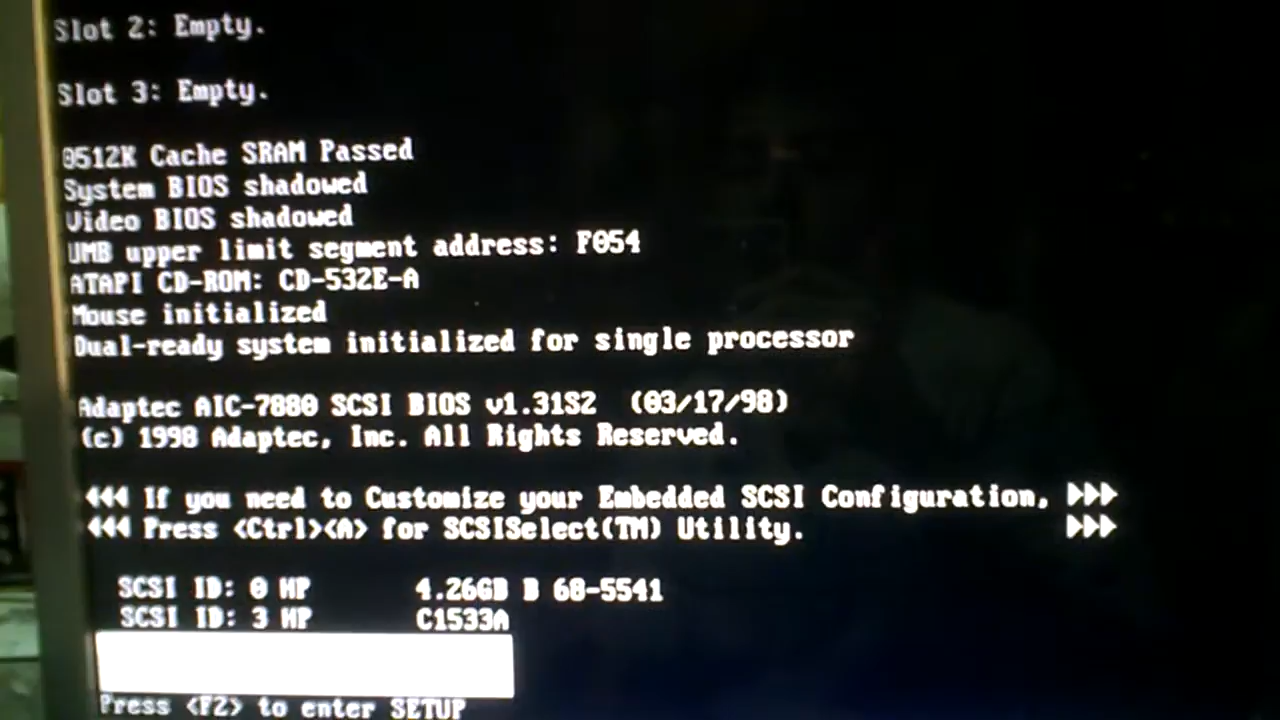 Slot 2: Empty.
Slot 3: Empty.
0512K Cache SRAM Passed
System BIOS shadowed
Video BIOS shadowed
UMB upper limit segment address: F054
ATAPI CD-ROM: CD-532E-A
Mouse initialized
Dual-ready system initialized for single processor
Adaptec AIC-7880 SCSI BIOS v1.31S2 (03/17/98)
(c) 1998 Adaptec, Inc. All Rights Reserved.
◄◄◄ If you need to Customize your Embedded SCSI Configuration, ►►►
◄◄◄ Press <Ctrl><A> for SCSISelect(TM) Utility. ►►►
SCSI ID: 0 HP 4.26GB B 68-5541
SCSI ID: 3 HP C1533A
Press <F2> to enter SETUP